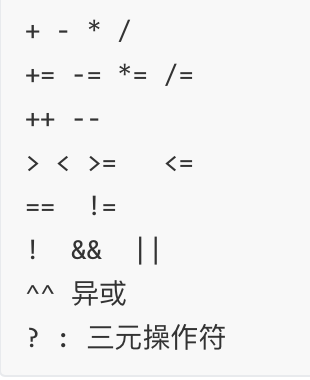 + - * /
+= -= *= /=
++ --
> < >=   <=
==  !=
!  &&  ||
^^ 异或
? : 三元操作符